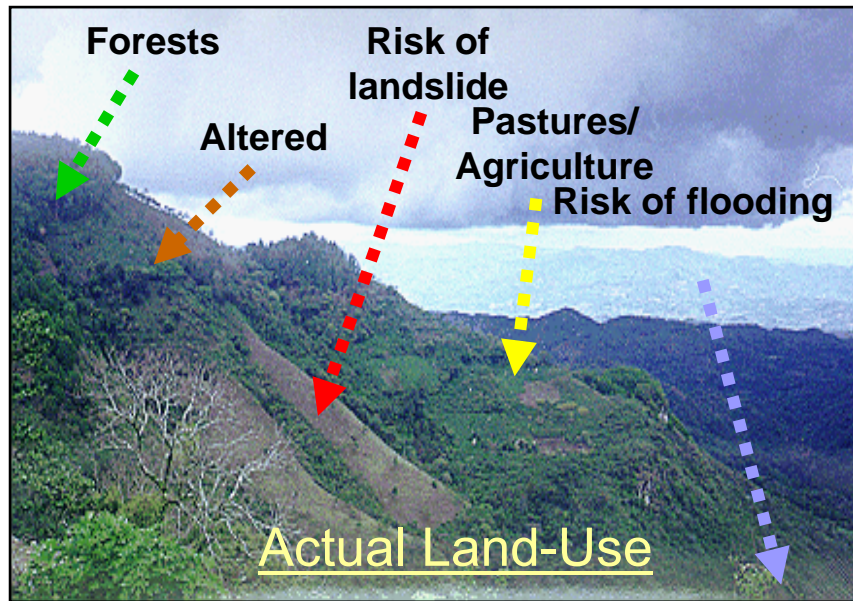 Forests
Risk of
landslide
Altered
Pastures/
Agriculture
Risk of flooding
Actual Land-Use